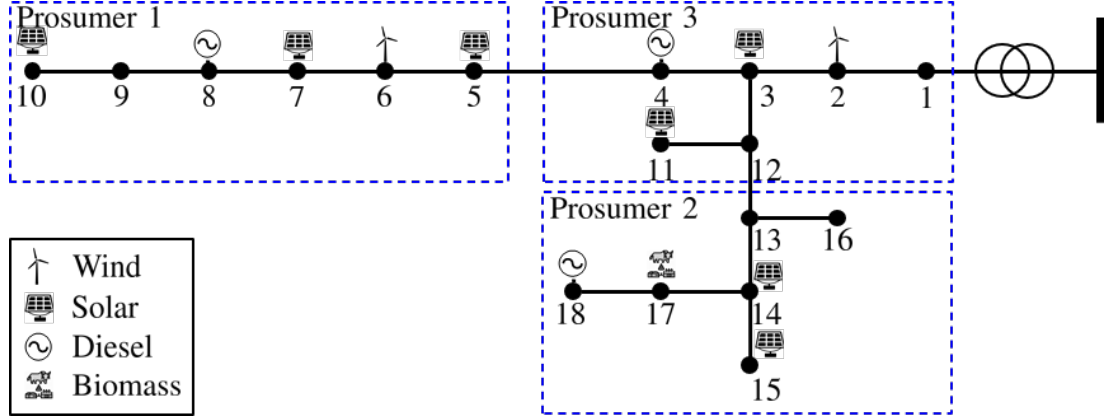 Prosumer 1
Prosumer 3
10 9 8 7 6 5 4 3 2 1
11 12
Prosumer 2
13 16
18 17 14
15
Wind
Solar
Diesel
Biomass